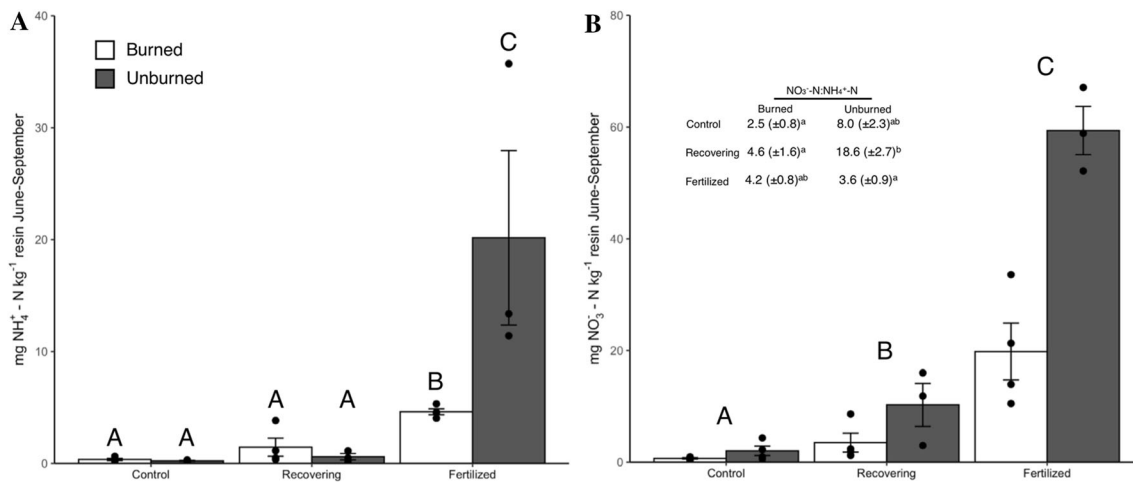 A
mg NH₄⁺ - N kg⁻¹ resin June-September
40
30
20
10
0
Burned
Unburned
A
A
A
A
B
C
Control
Recovering
Fertilized
B
mg NO₃⁻ - N kg⁻¹ resin June-September
80
60
40
20
0
NO₃⁻-N:NH₄⁺-N
Burned Unburned
Control 2.5 (±0.8)ᵃ 8.0 (±2.3)ᵃᵇ
Recovering 4.6 (±1.6)ᵃ 18.6 (±2.7)ᵇ
Fertilized 4.2 (±0.8)ᵃᵇ 3.6 (±0.9)ᵃ
A
B
C
Control
Recovering
Fertilized